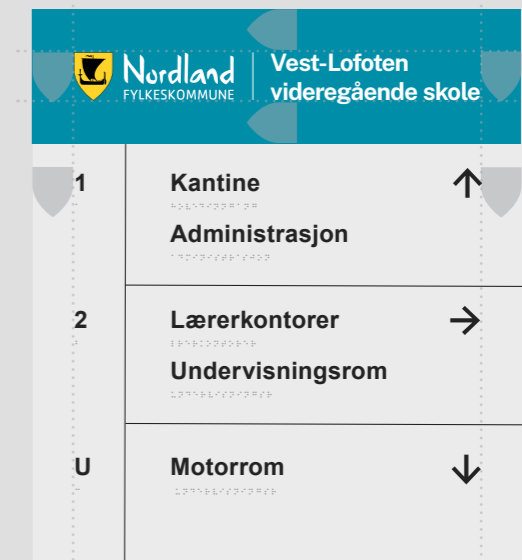 Nordland
FYLKESKOMMUNE
Vest-Lofoten
videregående skole
1 Kantine ↑
Administrasjon
2 Lærerkontorer →
Undervisningsrom
U Motorrom ↓